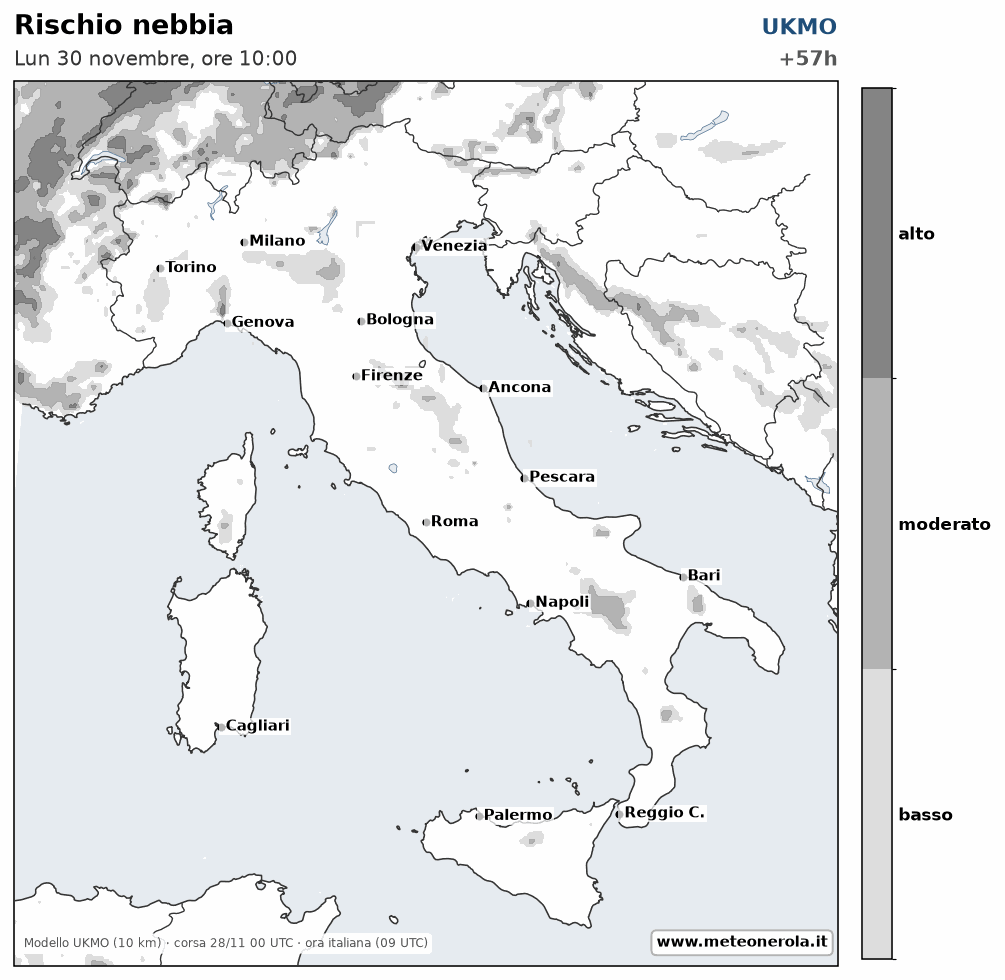 Rischio nebbia
UKMO
Lun 30 novembre, ore 10:00
+57h
Milano
Venezia
Torino
Genova
Bologna
Firenze
Ancona
Pescara
Roma
Bari
Napoli
Cagliari
Palermo
Reggio C.
alto
moderato
basso
Modello UKMO (10 km) · corsa 28/11 00 UTC · ora italiana (09 UTC)
www.meteonerola.it